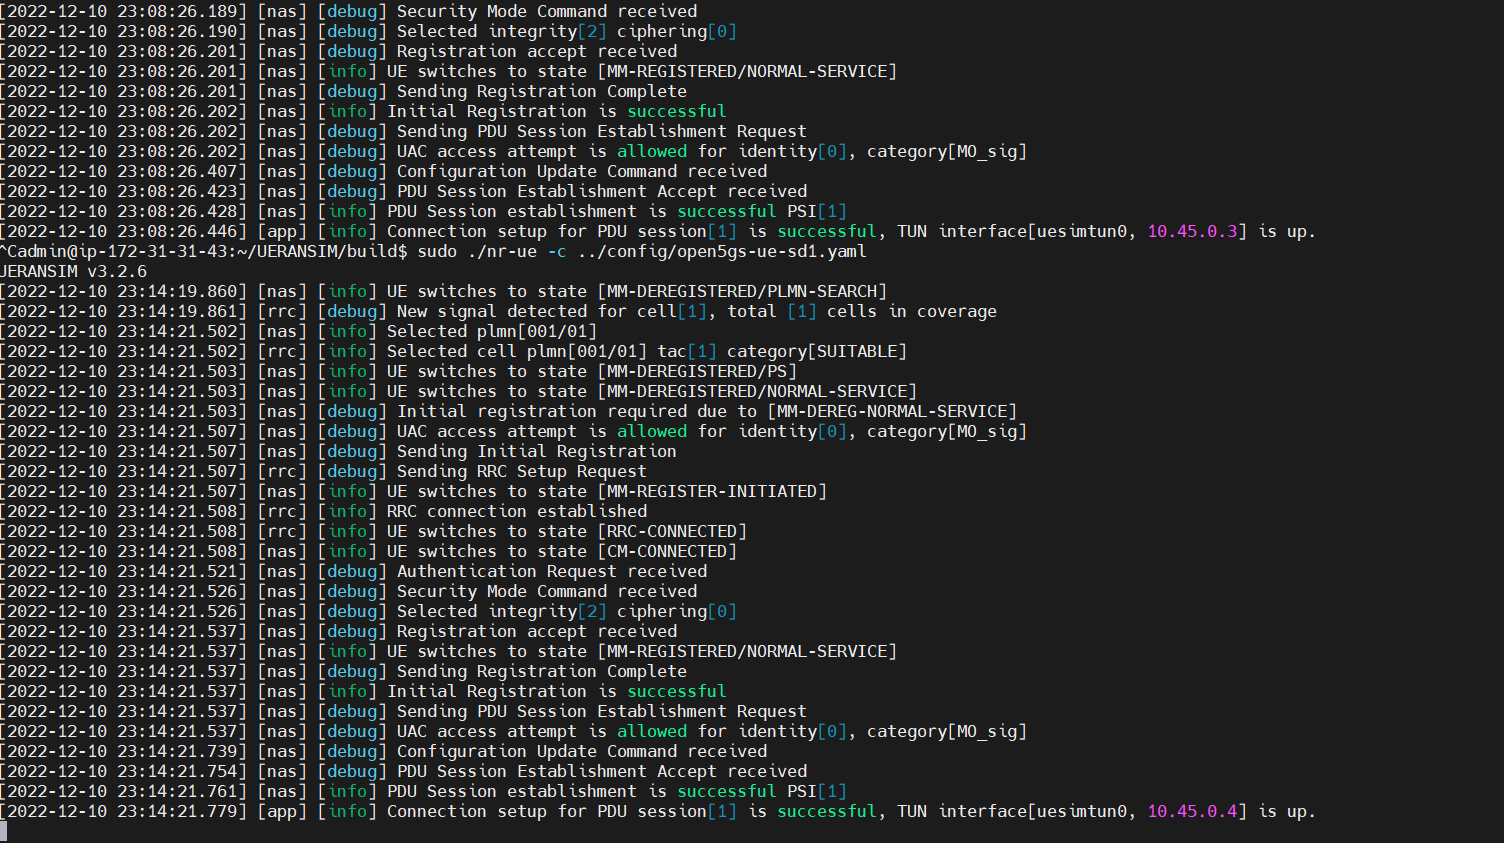 [2022-12-10 23:08:26.189] [nas] [debug] Security Mode Command received
[2022-12-10 23:08:26.190] [nas] [debug] Selected integrity[2] ciphering[0]
[2022-12-10 23:08:26.201] [nas] [debug] Registration accept received
[2022-12-10 23:08:26.201] [nas] [info] UE switches to state [MM-REGISTERED/NORMAL-SERVICE]
[2022-12-10 23:08:26.201] [nas] [debug] Sending Registration Complete
[2022-12-10 23:08:26.202] [nas] [info] Initial Registration is successful
[2022-12-10 23:08:26.202] [nas] [debug] Sending PDU Session Establishment Request
[2022-12-10 23:08:26.202] [nas] [debug] UAC access attempt is allowed for identity[0], category[MO_sig]
[2022-12-10 23:08:26.407] [nas] [debug] Configuration Update Command received
[2022-12-10 23:08:26.423] [nas] [debug] PDU Session Establishment Accept received
[2022-12-10 23:08:26.428] [nas] [info] PDU Session establishment is successful PSI[1]
[2022-12-10 23:08:26.446] [app] [info] Connection setup for PDU session[1] is successful, TUN interface[uesimtun0, 10.45.0.3] is up.
^Cadmin@ip-172-31-31-43:~/UERANSIM/build$ sudo ./nr-ue -c ../config/open5gs-ue-sd1.yaml
UERANSIM v3.2.6
[2022-12-10 23:14:19.860] [nas] [info] UE switches to state [MM-DEREGISTERED/PLMN-SEARCH]
[2022-12-10 23:14:19.861] [rrc] [debug] New signal detected for cell[1], total [1] cells in coverage
[2022-12-10 23:14:21.502] [nas] [info] Selected plmn[001/01]
[2022-12-10 23:14:21.502] [rrc] [info] Selected cell plmn[001/01] tac[1] category[SUITABLE]
[2022-12-10 23:14:21.503] [nas] [info] UE switches to state [MM-DEREGISTERED/PS]
[2022-12-10 23:14:21.503] [nas] [info] UE switches to state [MM-DEREGISTERED/NORMAL-SERVICE]
[2022-12-10 23:14:21.503] [nas] [debug] Initial registration required due to [MM-DEREG-NORMAL-SERVICE]
[2022-12-10 23:14:21.507] [nas] [debug] UAC access attempt is allowed for identity[0], category[MO_sig]
[2022-12-10 23:14:21.507] [nas] [debug] Sending Initial Registration
[2022-12-10 23:14:21.507] [rrc] [debug] Sending RRC Setup Request
[2022-12-10 23:14:21.507] [nas] [info] UE switches to state [MM-REGISTER-INITIATED]
[2022-12-10 23:14:21.508] [rrc] [info] RRC connection established
[2022-12-10 23:14:21.508] [rrc] [info] UE switches to state [RRC-CONNECTED]
[2022-12-10 23:14:21.508] [nas] [info] UE switches to state [CM-CONNECTED]
[2022-12-10 23:14:21.521] [nas] [debug] Authentication Request received
[2022-12-10 23:14:21.526] [nas] [debug] Security Mode Command received
[2022-12-10 23:14:21.526] [nas] [debug] Selected integrity[2] ciphering[0]
[2022-12-10 23:14:21.537] [nas] [debug] Registration accept received
[2022-12-10 23:14:21.537] [nas] [info] UE switches to state [MM-REGISTERED/NORMAL-SERVICE]
[2022-12-10 23:14:21.537] [nas] [debug] Sending Registration Complete
[2022-12-10 23:14:21.537] [nas] [info] Initial Registration is successful
[2022-12-10 23:14:21.537] [nas] [debug] Sending PDU Session Establishment Request
[2022-12-10 23:14:21.537] [nas] [debug] UAC access attempt is allowed for identity[0], category[MO_sig]
[2022-12-10 23:14:21.739] [nas] [debug] Configuration Update Command received
[2022-12-10 23:14:21.754] [nas] [debug] PDU Session Establishment Accept received
[2022-12-10 23:14:21.761] [nas] [info] PDU Session establishment is successful PSI[1]
[2022-12-10 23:14:21.779] [app] [info] Connection setup for PDU session[1] is successful, TUN interface[uesimtun0, 10.45.0.4] is up.